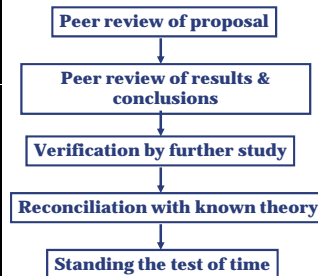 Peer review of proposal
Peer review of results &
conclusions
Verification by further study
Reconciliation with known theory
Standing the test of time